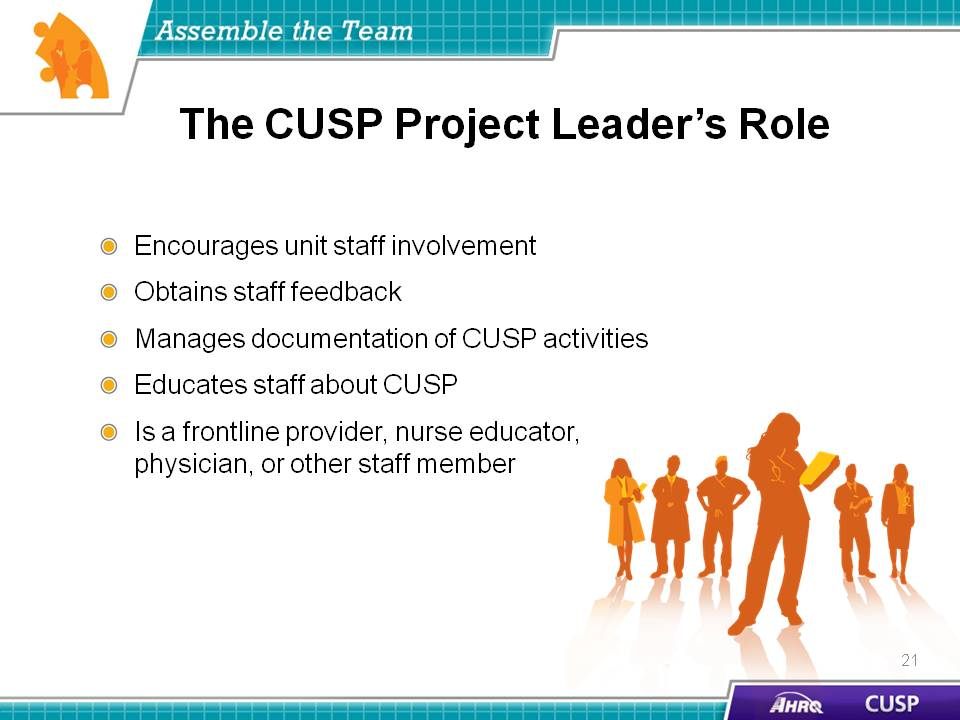 Assemble the Team
The CUSP Project Leader’s Role
Encourages unit staff involvement
Obtains staff feedback
Manages documentation of CUSP activities
Educates staff about CUSP
Is a frontline provider, nurse educator,
physician, or other staff member
21
AHRQ
CUSP